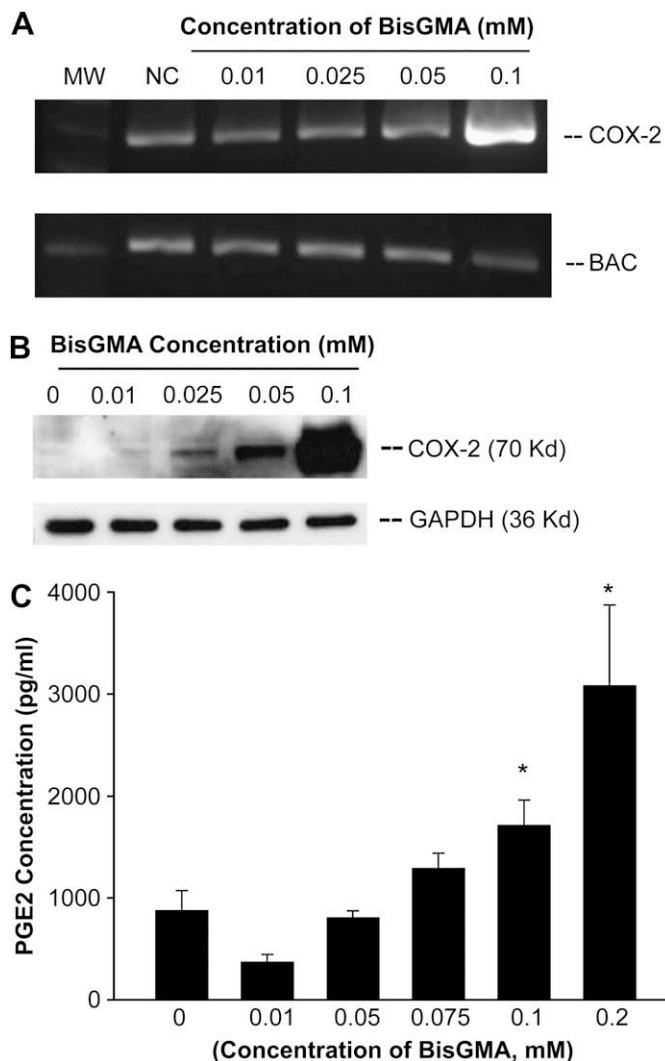 A
Concentration of BisGMA (mM)
MW NC 0.01 0.025 0.05 0.1
-- COX-2
-- BAC
B
BisGMA Concentration (mM)
0 0.01 0.025 0.05 0.1
-- COX-2 (70 Kd)
-- GAPDH (36 Kd)
C
PGE2 Concentration (pg/ml)
4000
3000
2000
1000
0
*
*
0 0.01 0.05 0.075 0.1 0.2
(Concentration of BisGMA, mM)